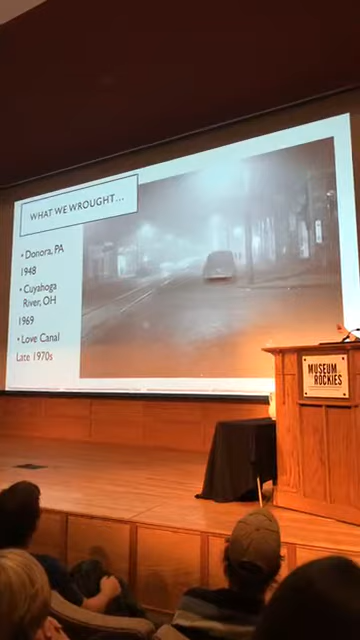 WHAT WE WROUGHT...
• Donora, PA
1948
• Cuyahoga
River, OH
1969
• Love Canal
Late 1970s
MUSEUM OF THE
ROCKIES